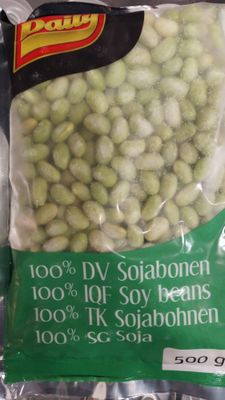 Daily
100% DV Sojabonen
100% IQF Soy beans
100% TK Sojabohnen
100% SG Soja
500 g